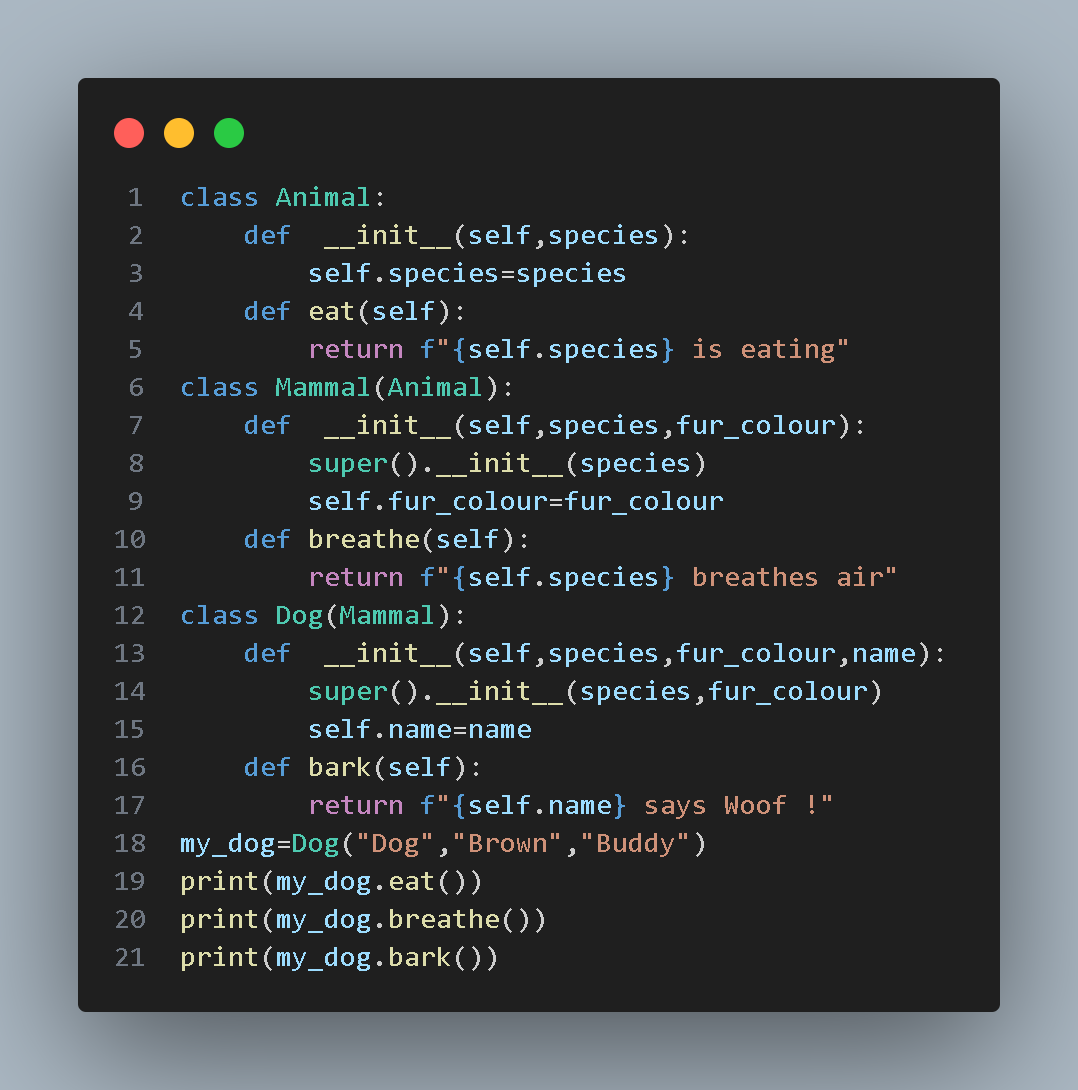 1 class Animal:
2     def  __init__(self,species):
3         self.species=species
4     def eat(self):
5         return f"{self.species} is eating"
6 class Mammal(Animal):
7     def  __init__(self,species,fur_colour):
8         super().__init__(species)
9         self.fur_colour=fur_colour
10     def breathe(self):
11         return f"{self.species} breathes air"
12 class Dog(Mammal):
13     def  __init__(self,species,fur_colour,name):
14         super().__init__(species,fur_colour)
15         self.name=name
16     def bark(self):
17         return f"{self.name} says Woof !"
18 my_dog=Dog("Dog","Brown","Buddy")
19 print(my_dog.eat())
20 print(my_dog.breathe())
21 print(my_dog.bark())